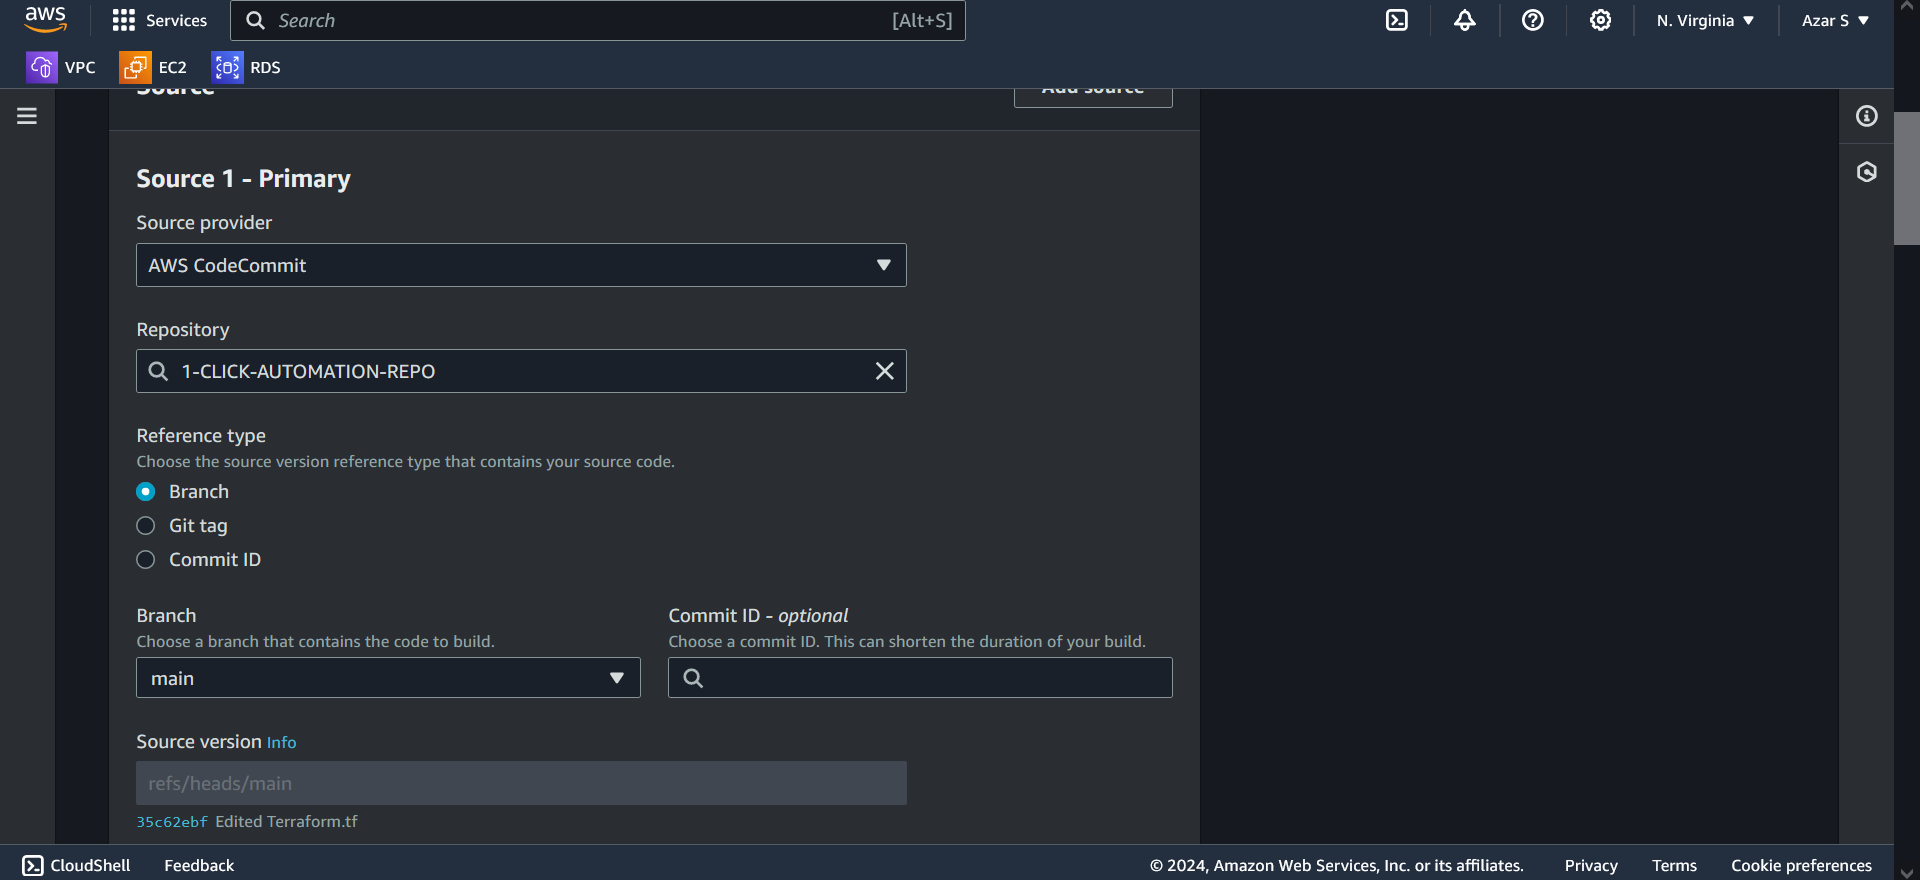 aws
Services
Search [Alt+S]
N. Virginia
Azar S
VPC
EC2
RDS
Source
Add source
Source 1 - Primary
Source provider
AWS CodeCommit
Repository
1-CLICK-AUTOMATION-REPO
Reference type
Choose the source version reference type that contains your source code.
Branch
Git tag
Commit ID
Branch
Choose a branch that contains the code to build.
main
Commit ID - optional
Choose a commit ID. This can shorten the duration of your build.
Source version Info
refs/heads/main
35c62ebf Edited Terraform.tf
CloudShell
Feedback
© 2024, Amazon Web Services, Inc. or its affiliates.
Privacy
Terms
Cookie preferences